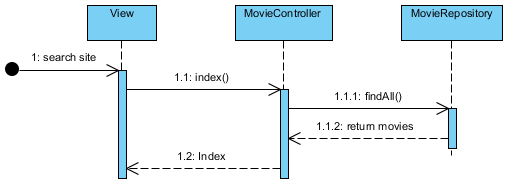 View
MovieController
MovieRepository
1: search site
1.1: index()
1.1.1: findAll()
1.1.2: return movies
1.2: Index